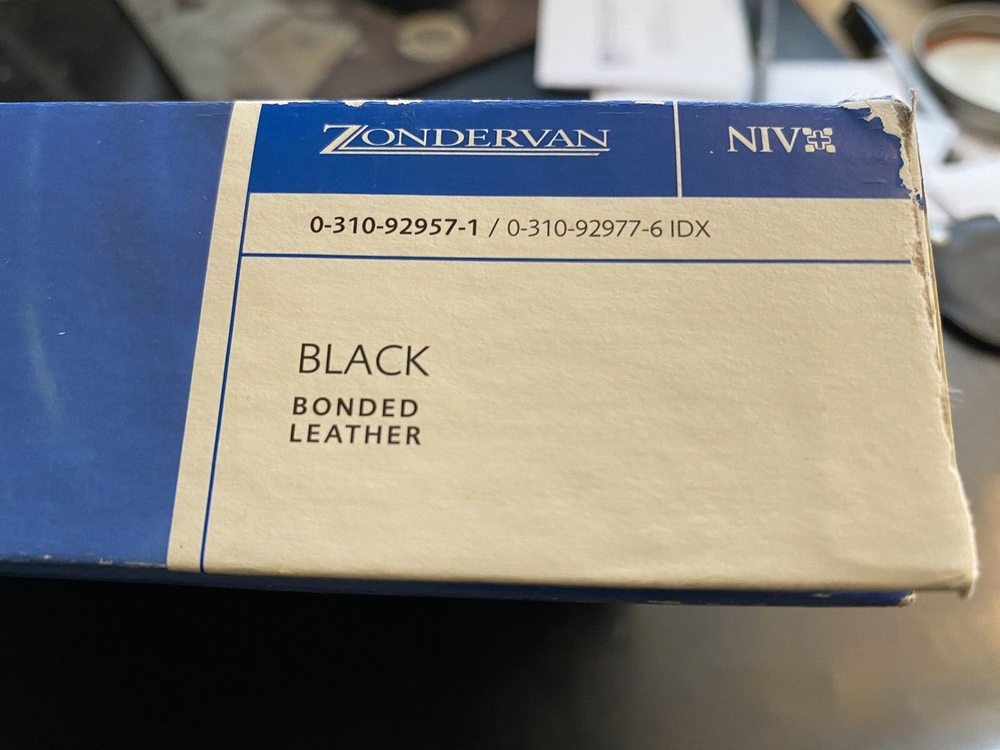 ZONDERVAN
NIV
0-310-92957-1 / 0-310-92977-6 IDX
BLACK
BONDED
LEATHER